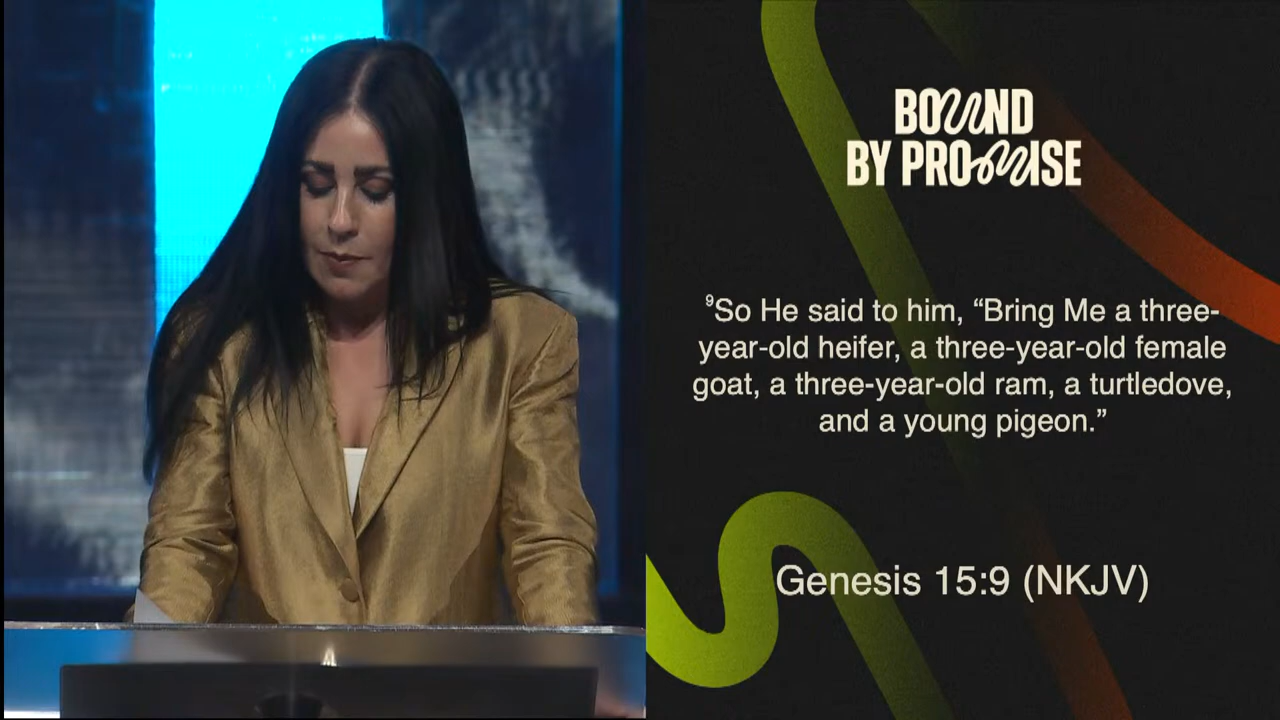 BOUND
BY PROMISE
⁹So He said to him, “Bring Me a three-
year-old heifer, a three-year-old female
goat, a three-year-old ram, a turtledove,
and a young pigeon.”
Genesis 15:9 (NKJV)